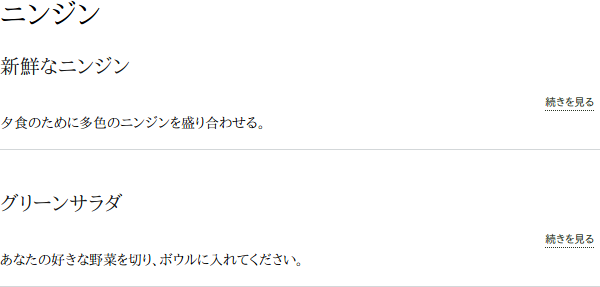 ニンジン
新鮮なニンジン
続きを見る
夕食のために多色のニンジンを盛り合わせる。
グリーンサラダ
続きを見る
あなたの好きな野菜を切り、ボウルに入れてください。